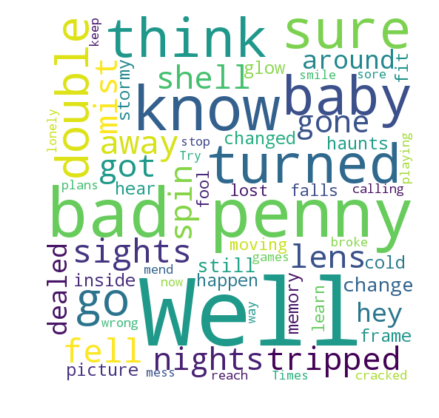 keep
think
sure
double
mist
stormy
shell
glow
around
fit
smile
sore
know
baby
gone
lonely
away
changed
haunts
stop
got
Try
turned
playing
plans
hear
spin
fool
lost
falls
calling
bad penny
sights
moving
broke
lens
dealed
still
games
cold
inside
mend
now
happen
change
go
Well
memory
learn
hey
wrong
way
frame
fell
nights
tripped
picture
mess
reach
Times
cracked